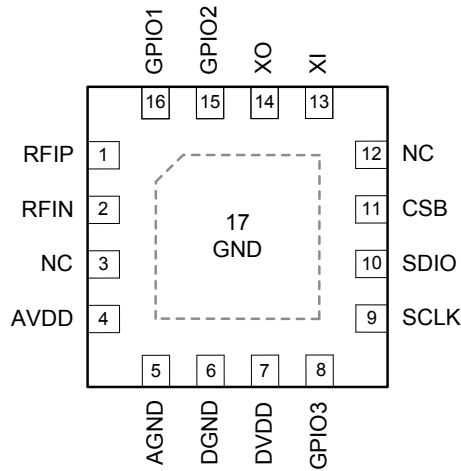 GPIO1
GPIO2
XO
XI
16
15
14
13
RFIP
1
12
NC
RFIN
2
11
CSB
NC
3
10
SDIO
AVDD
4
9
SCLK
17
GND
5
6
7
8
AGND
DGND
DVDD
GPIO3